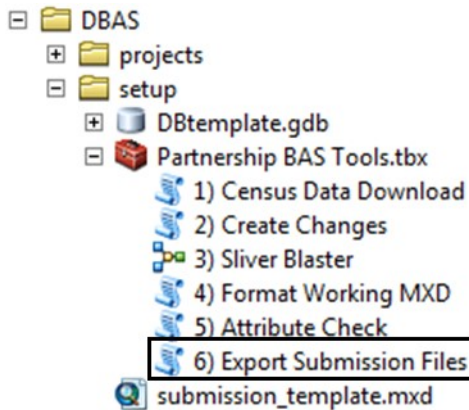 DBAS
projects
setup
DBtemplate.gdb
Partnership BAS Tools.tbx
1) Census Data Download
2) Create Changes
3) Sliver Blaster
4) Format Working MXD
5) Attribute Check
6) Export Submission Files
submission_template.mxd